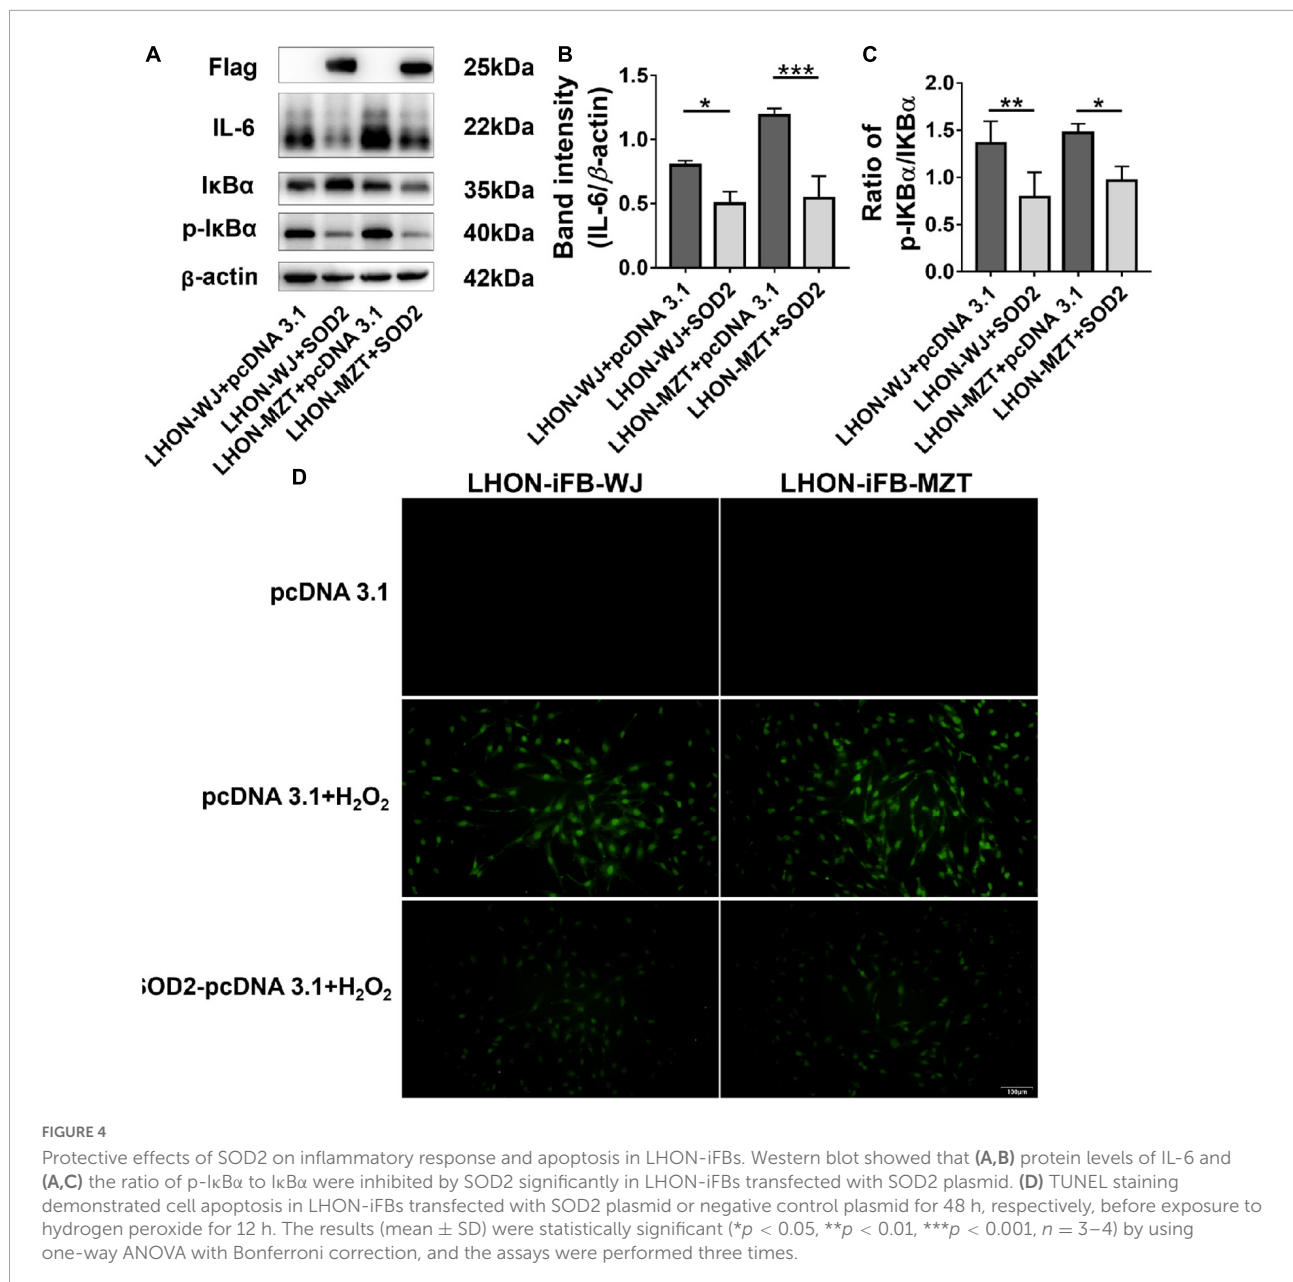 A
Flag
25kDa
IL-6
22kDa
IκBα
35kDa
p-IκBα
40kDa
β-actin
42kDa
LHON-WJ+pcDNA 3.1
LHON-WJ+SOD2
LHON-MZT+pcDNA 3.1
LHON-MZT+SOD2
B
Band intensity
(IL-6/β-actin)
1.5
1.0
0.5
0.0
*
***
LHON-WJ+pcDNA 3.1
LHON-WJ+SOD2
LHON-MZT+pcDNA 3.1
LHON-MZT+SOD2
C
Ratio of
p-IKBα/IKBα
2.0
1.5
1.0
0.5
0.0
**
*
LHON-WJ+pcDNA 3.1
LHON-WJ+SOD2
LHON-MZT+pcDNA 3.1
LHON-MZT+SOD2
D
LHON-iFB-WJ
LHON-iFB-MZT
pcDNA 3.1
pcDNA 3.1+H₂O₂
SOD2-pcDNA 3.1+H₂O₂
100μm
FIGURE 4
Protective effects of SOD2 on inflammatory response and apoptosis in LHON-iFBs. Western blot showed that (A,B) protein levels of IL-6 and
(A,C) the ratio of p-IκBα to IκBα were inhibited by SOD2 significantly in LHON-iFBs transfected with SOD2 plasmid. (D) TUNEL staining
demonstrated cell apoptosis in LHON-iFBs transfected with SOD2 plasmid or negative control plasmid for 48 h, respectively, before exposure to
hydrogen peroxide for 12 h. The results (mean ± SD) were statistically significant (*p < 0.05, **p < 0.01, ***p < 0.001, n = 3–4) by using
one-way ANOVA with Bonferroni correction, and the assays were performed three times.